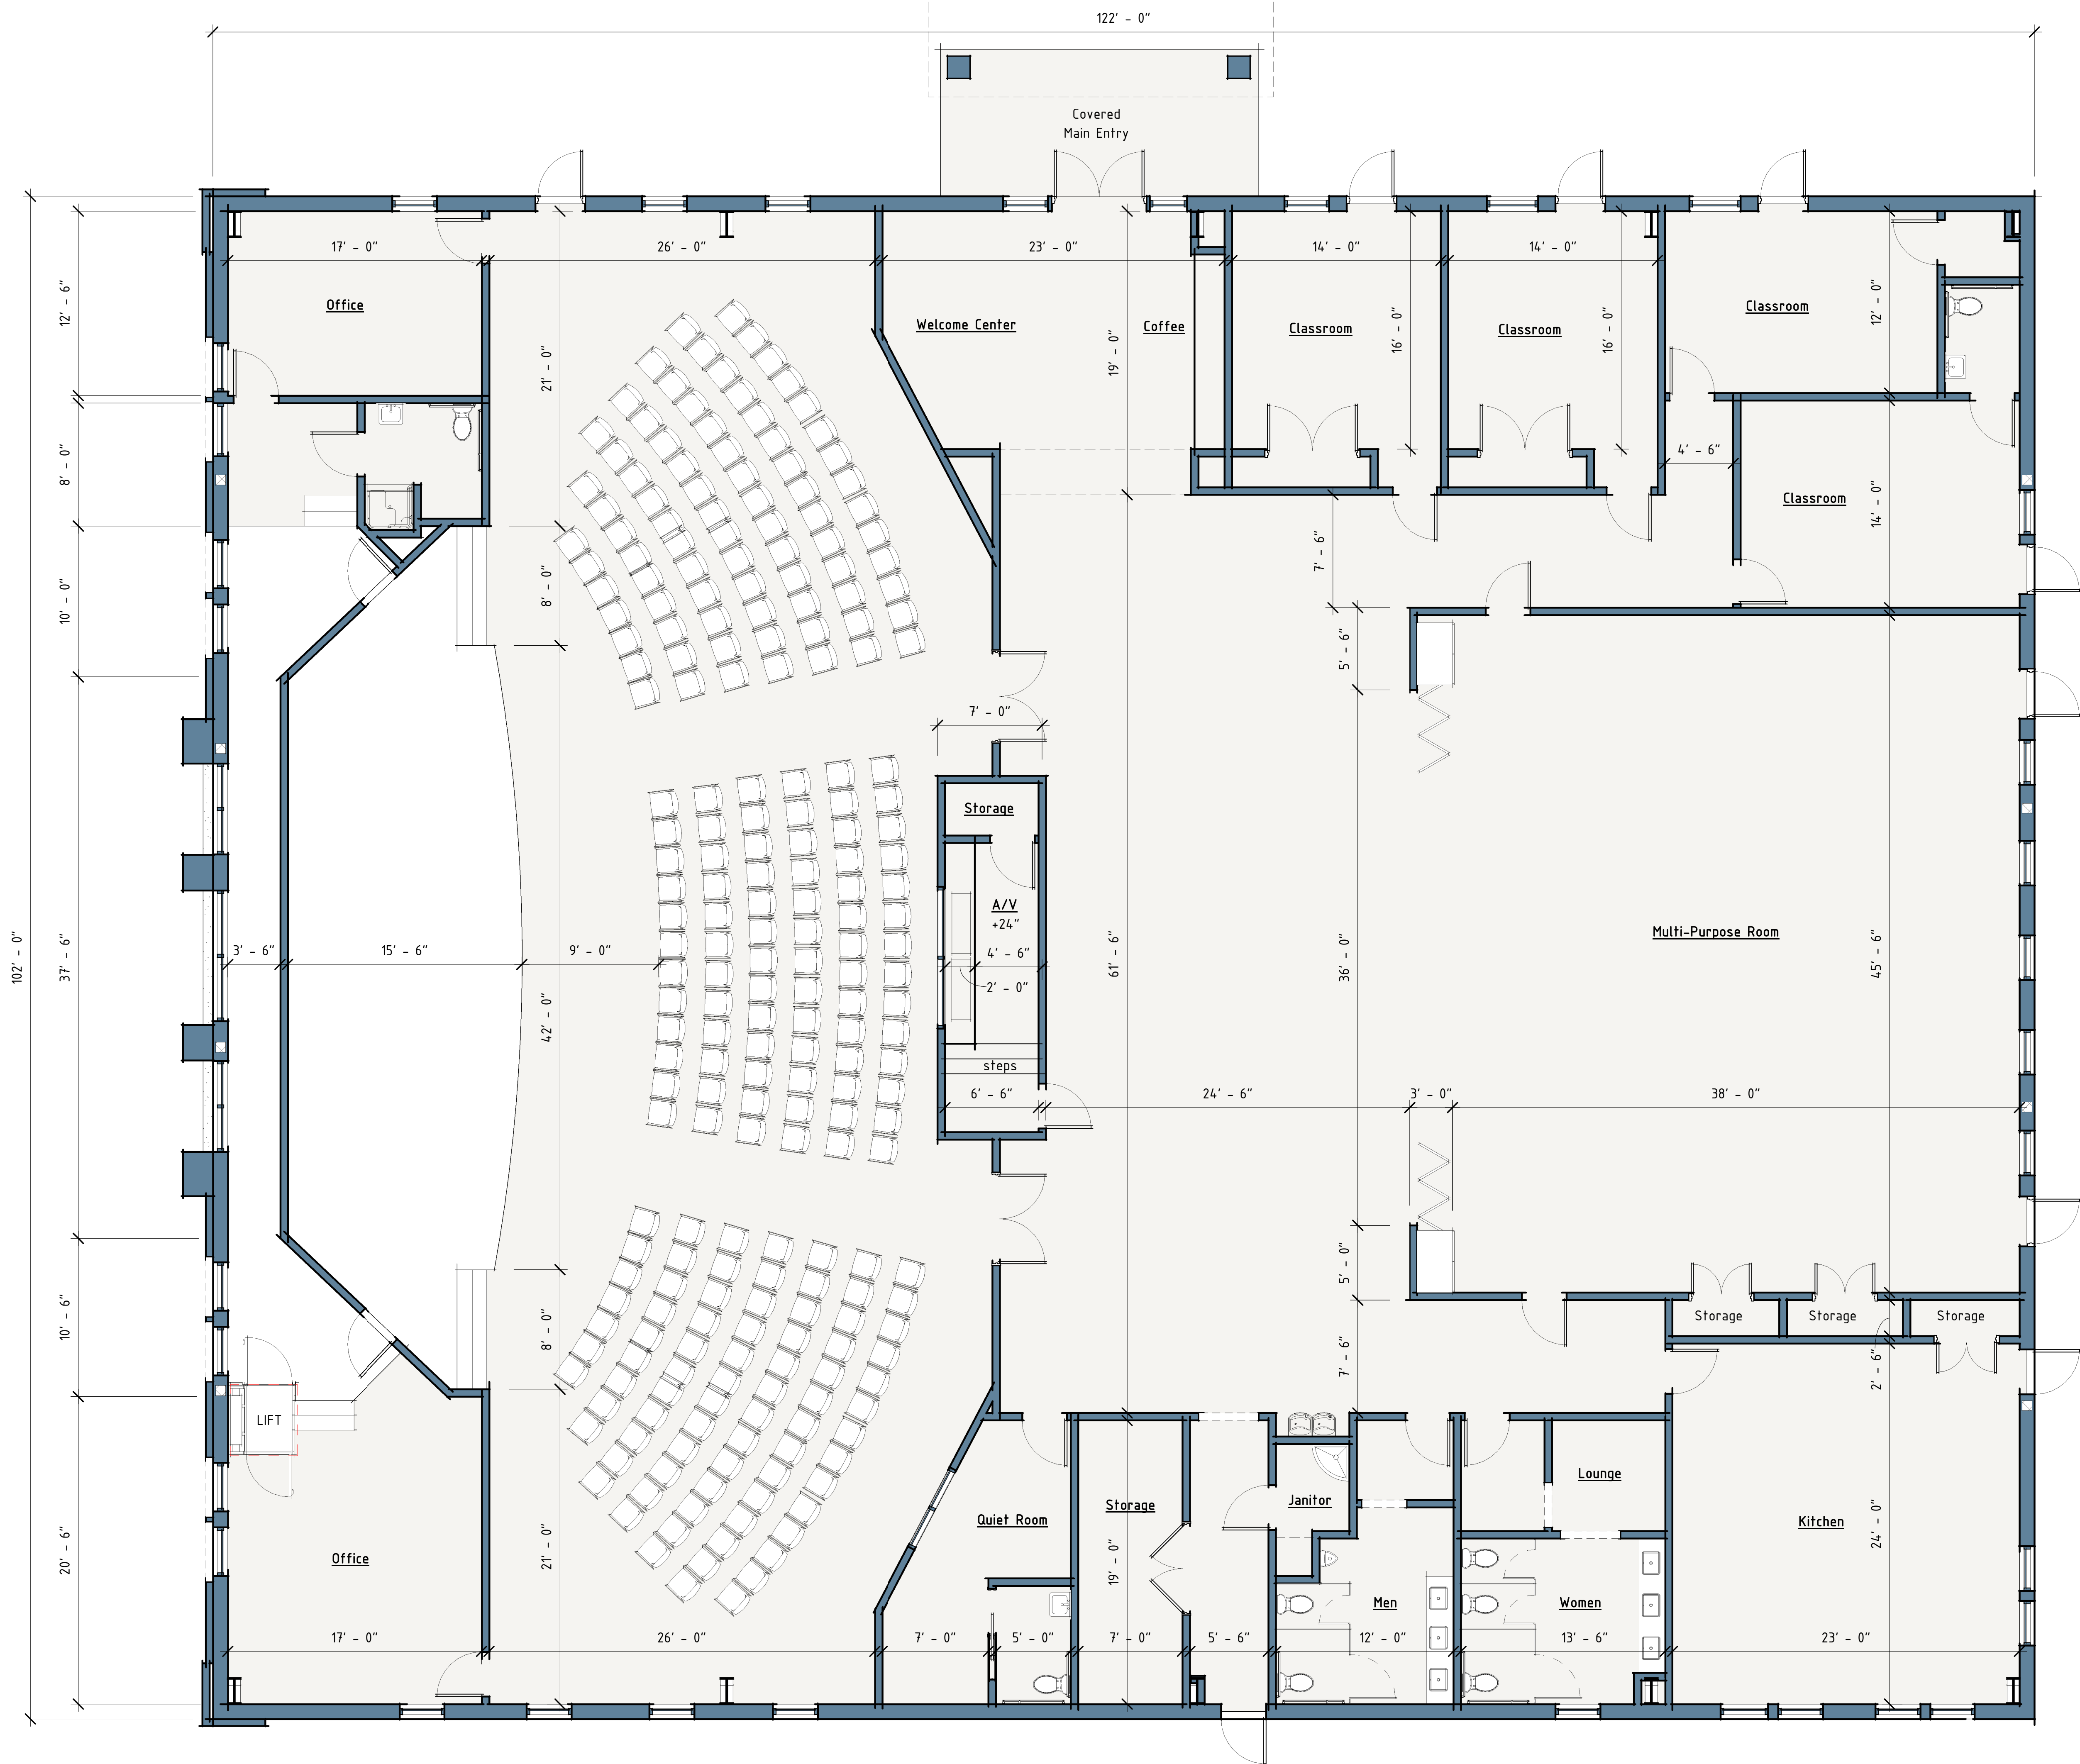 122' - 0"
Covered
Main Entry
17' - 0"
26' - 0"
23' - 0"
14' - 0"
14' - 0"
12' - 6"
Office
21' - 0"
Welcome Center
Coffee
19' - 0"
Classroom
16' - 0"
Classroom
16' - 0"
Classroom
12' - 0"
8' - 0"
4' - 6"
Classroom
14' - 0"
10' - 0"
8' - 0"
7' - 6"
5' - 6"
7' - 0"
Storage
A/V
+24"
Multi-Purpose Room
102' - 0"
37' - 6"
3' - 6"
15' - 6"
9' - 0"
4' - 6"
2' - 0"
61' - 6"
36' - 0"
45' - 6"
42' - 0"
steps
6' - 6"
24' - 6"
3' - 0"
38' - 0"
5' - 0"
10' - 6"
8' - 0"
7' - 6"
Storage
Storage
Storage
2' - 6"
LIFT
Lounge
Quiet Room
Storage
Janitor
Kitchen
24' - 0"
20' - 6"
Office
21' - 0"
19' - 0"
Men
Women
17' - 0"
26' - 0"
7' - 0"
5' - 0"
7' - 0"
5' - 6"
12' - 0"
13' - 6"
23' - 0"